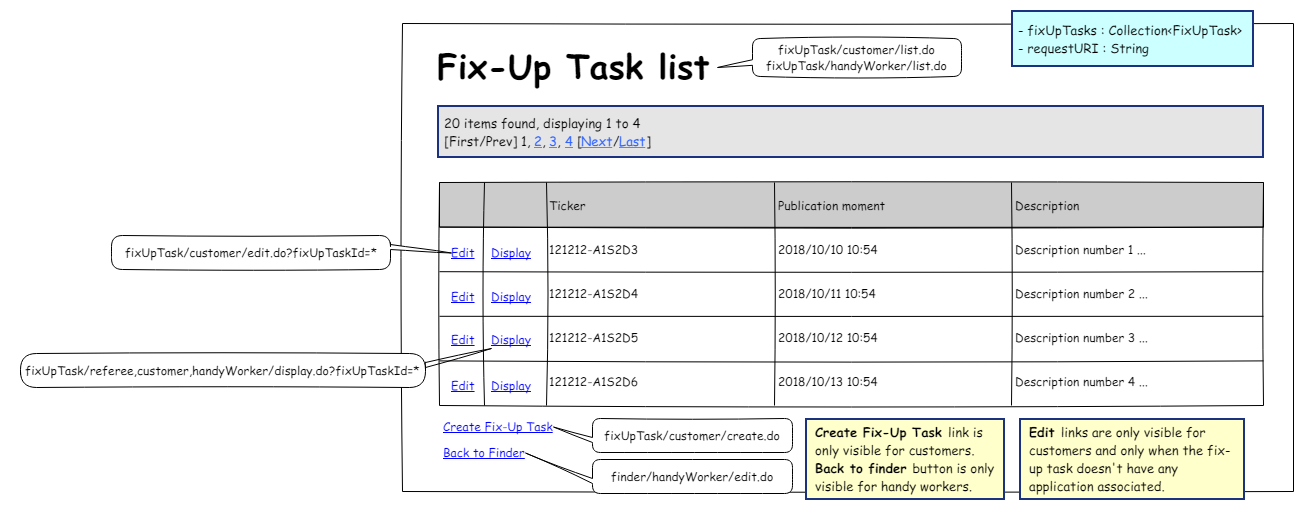 - fixUpTasks : Collection<FixUpTask>
- requestURI : String
Fix-Up Task list
fixUpTask/customer/list.do
fixUpTask/handyWorker/list.do
20 items found, displaying 1 to 4
[First/Prev] 1, 2, 3, 4 [Next/Last]
Ticker Publication moment Description
fixUpTask/customer/edit.do?fixUpTaskId=*
Edit Display 121212-A1S2D3 2018/10/10 10:54 Description number 1 ...
Edit Display 121212-A1S2D4 2018/10/11 10:54 Description number 2 ...
Edit Display 121212-A1S2D5 2018/10/12 10:54 Description number 3 ...
fixUpTask/referee,customer,handyWorker/display.do?fixUpTaskId=*
Edit Display 121212-A1S2D6 2018/10/13 10:54 Description number 4 ...
Create Fix-Up Task
fixUpTask/customer/create.do
Back to Finder
finder/handyWorker/edit.do
Create Fix-Up Task link is
only visible for customers.
Back to finder button is only
visible for handy workers.
Edit links are only visible for
customers and only when the fix-
up task doesn't have any
application associated.